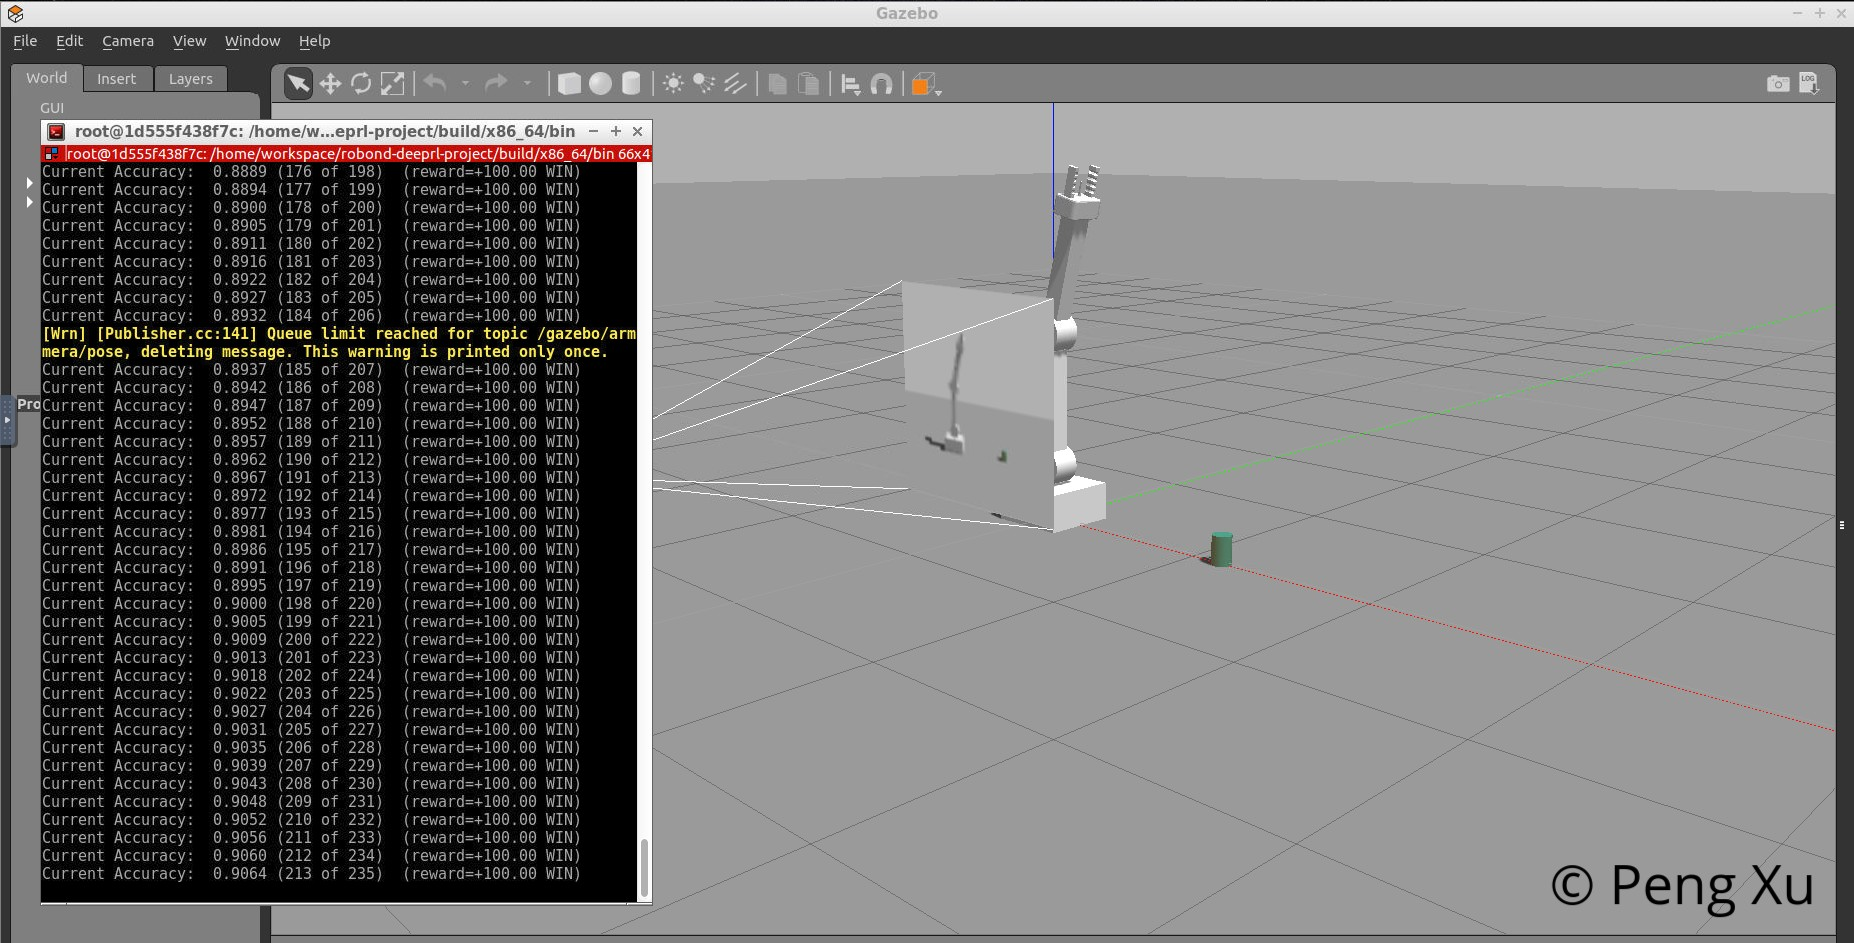 Gazebo
File Edit Camera View Window Help
World Insert Layers
LOG
GUI
root@1d555f438f7c: /home/w...eprl-project/build/x86_64/bin
root@1d555f438f7c: /home/workspace/robond-deeprl-project/build/x86_64/bin 66x4
Current Accuracy: 0.8889 (176 of 198) (reward=+100.00 WIN)
Current Accuracy: 0.8894 (177 of 199) (reward=+100.00 WIN)
Current Accuracy: 0.8900 (178 of 200) (reward=+100.00 WIN)
Current Accuracy: 0.8905 (179 of 201) (reward=+100.00 WIN)
Current Accuracy: 0.8911 (180 of 202) (reward=+100.00 WIN)
Current Accuracy: 0.8916 (181 of 203) (reward=+100.00 WIN)
Current Accuracy: 0.8922 (182 of 204) (reward=+100.00 WIN)
Current Accuracy: 0.8927 (183 of 205) (reward=+100.00 WIN)
Current Accuracy: 0.8932 (184 of 206) (reward=+100.00 WIN)
[Wrn] [Publisher.cc:141] Queue limit reached for topic /gazebo/arm
mera/pose, deleting message. This warning is printed only once.
Current Accuracy: 0.8937 (185 of 207) (reward=+100.00 WIN)
Current Accuracy: 0.8942 (186 of 208) (reward=+100.00 WIN)
Current Accuracy: 0.8947 (187 of 209) (reward=+100.00 WIN)
Current Accuracy: 0.8952 (188 of 210) (reward=+100.00 WIN)
Current Accuracy: 0.8957 (189 of 211) (reward=+100.00 WIN)
Current Accuracy: 0.8962 (190 of 212) (reward=+100.00 WIN)
Current Accuracy: 0.8967 (191 of 213) (reward=+100.00 WIN)
Current Accuracy: 0.8972 (192 of 214) (reward=+100.00 WIN)
Current Accuracy: 0.8977 (193 of 215) (reward=+100.00 WIN)
Current Accuracy: 0.8981 (194 of 216) (reward=+100.00 WIN)
Current Accuracy: 0.8986 (195 of 217) (reward=+100.00 WIN)
Current Accuracy: 0.8991 (196 of 218) (reward=+100.00 WIN)
Current Accuracy: 0.8995 (197 of 219) (reward=+100.00 WIN)
Current Accuracy: 0.9000 (198 of 220) (reward=+100.00 WIN)
Current Accuracy: 0.9005 (199 of 221) (reward=+100.00 WIN)
Current Accuracy: 0.9009 (200 of 222) (reward=+100.00 WIN)
Current Accuracy: 0.9013 (201 of 223) (reward=+100.00 WIN)
Current Accuracy: 0.9018 (202 of 224) (reward=+100.00 WIN)
Current Accuracy: 0.9022 (203 of 225) (reward=+100.00 WIN)
Current Accuracy: 0.9027 (204 of 226) (reward=+100.00 WIN)
Current Accuracy: 0.9031 (205 of 227) (reward=+100.00 WIN)
Current Accuracy: 0.9035 (206 of 228) (reward=+100.00 WIN)
Current Accuracy: 0.9039 (207 of 229) (reward=+100.00 WIN)
Current Accuracy: 0.9043 (208 of 230) (reward=+100.00 WIN)
Current Accuracy: 0.9048 (209 of 231) (reward=+100.00 WIN)
Current Accuracy: 0.9052 (210 of 232) (reward=+100.00 WIN)
Current Accuracy: 0.9056 (211 of 233) (reward=+100.00 WIN)
Current Accuracy: 0.9060 (212 of 234) (reward=+100.00 WIN)
Current Accuracy: 0.9064 (213 of 235) (reward=+100.00 WIN)
Pro
© Peng Xu